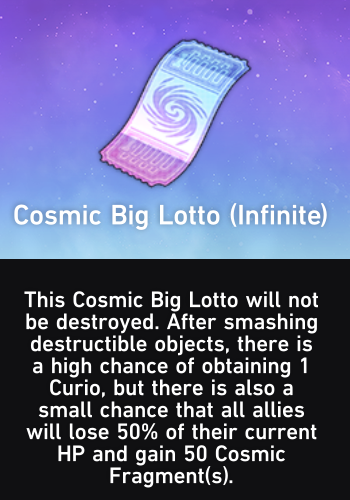 Cosmic Big Lotto (Infinite)
This Cosmic Big Lotto will not
be destroyed. After smashing
destructible objects, there is
a high chance of obtaining 1
Curio, but there is also a
small chance that all allies
will lose 50% of their current
HP and gain 50 Cosmic
Fragment(s).